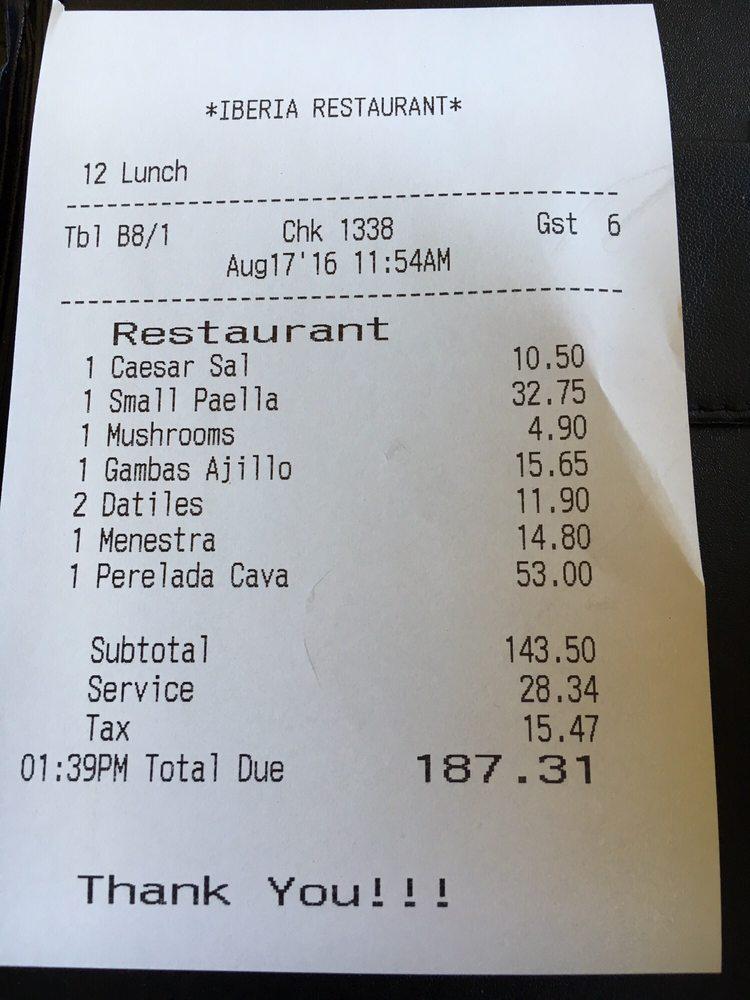 *IBERIA RESTAURANT*
12 Lunch
Tbl B8/1 Chk 1338 Gst 6
Aug17'16 11:54AM
Restaurant
1 Caesar Sal 10.50
1 Small Paella 32.75
1 Mushrooms 4.90
1 Gambas Ajillo 15.65
2 Datiles 11.90
1 Menestra 14.80
1 Perelada Cava 53.00
Subtotal 143.50
Service 28.34
Tax 15.47
01:39PM Total Due 187.31
Thank You!!!